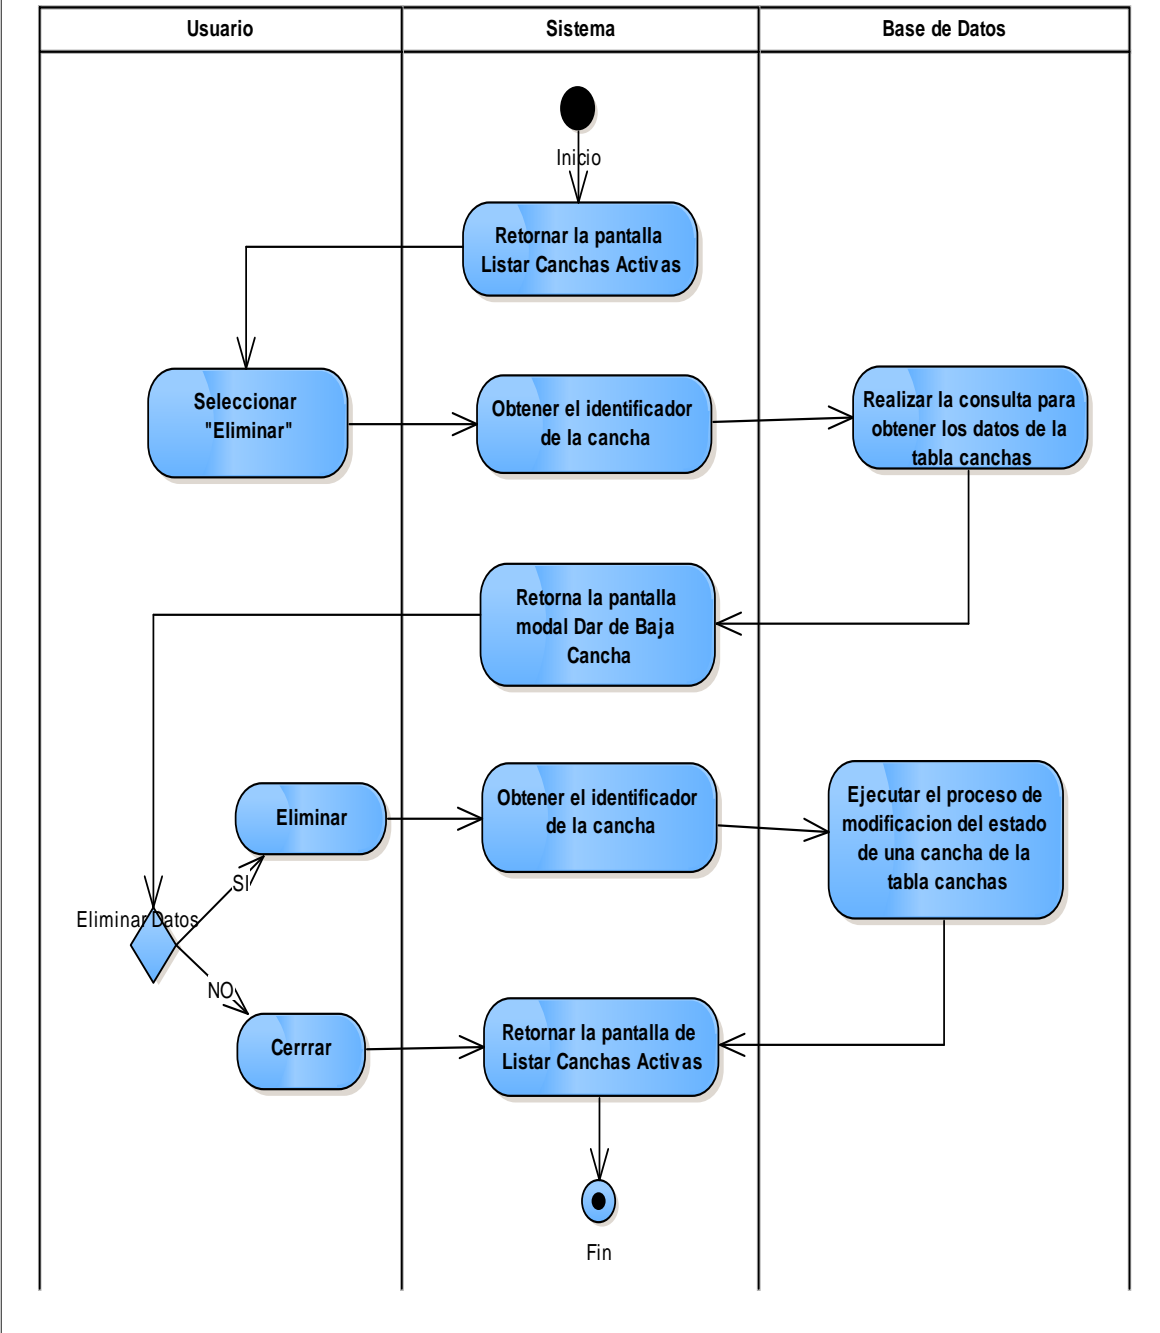 Usuario
Sistema
Base de Datos
Inicio
Retornar la pantalla
Listar Canchas Activas
Seleccionar
"Eliminar"
Obtener el identificador
de la cancha
Realizar la consulta para
obtener los datos de la
tabla canchas
Retorna la pantalla
modal Dar de Baja
Cancha
Eliminar
Obtener el identificador
de la cancha
Ejecutar el proceso de
modificacion del estado
de una cancha de la
tabla canchas
SI
Eliminar Datos
NO
Cerrrar
Retornar la pantalla de
Listar Canchas Activas
Fin